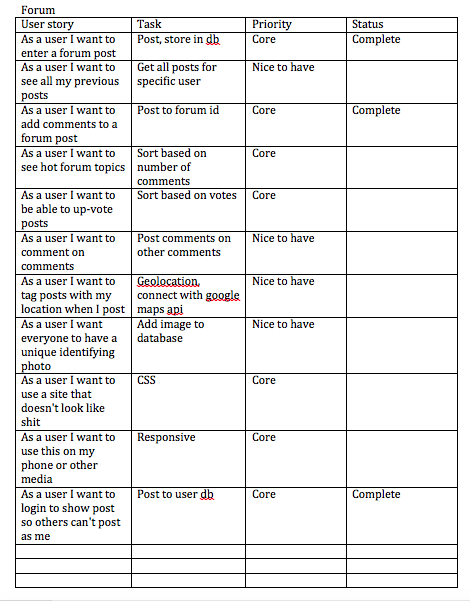 Forum
User story Task Priority Status
As a user I want to Post, store in db Core Complete
enter a forum post
As a user I want to Get all posts for Nice to have
see all my previous specific user
posts
As a user I want to Post to forum id Core Complete
add comments to a
forum post
As a user I want to Sort based on Core
see hot forum topics number of
comments
As a user I want to Sort based on votes Core
be able to up-vote
posts
As a user I want to Post comments on Nice to have
comment on other comments
comments
As a user I want to Geolocation, Nice to have
tag posts with my connect with google
location when I post maps api
As a user I want Add image to Nice to have
everyone to have a database
unique identifying
photo
As a user I want to CSS Core
use a site that
doesn't look like
shit
As a user I want to Responsive Core
use this on my
phone or other
media
As a user I want to Post to user db Core Complete
login to show post
so others can't post
as me